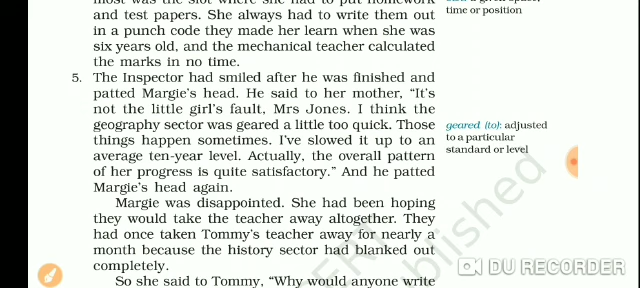 most was the slot where she had to put homework
and test papers. She always had to write them out
in a punch code they made her learn when she was
six years old, and the mechanical teacher calculated
the marks in no time.
time or position
5. The Inspector had smiled after he was finished and
patted Margie's head. He said to her mother, “It's
not the little girl's fault, Mrs Jones. I think the
geography sector was geared a little too quick. Those
things happen sometimes. I've slowed it up to an
average ten-year level. Actually, the overall pattern
of her progress is quite satisfactory.” And he patted
Margie's head again.
geared (to): adjusted
to a particular
standard or level
Margie was disappointed. She had been hoping
they would take the teacher away altogether. They
had once taken Tommy's teacher away for nearly a
month because the history sector had blanked out
completely.
So she said to Tommy, “Why would anyone write
DU RECORDER